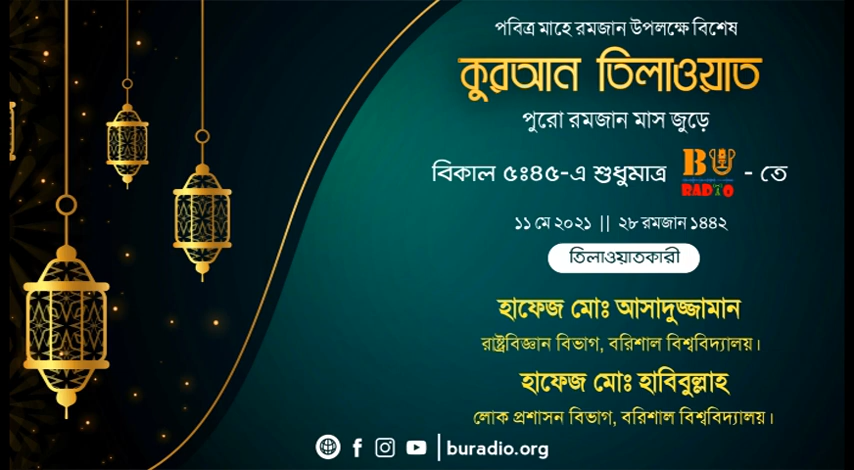 পবিত্র মাহে রমজান উপলক্ষে বিশেষ
কুরআন তিলাওয়াত
পুরো রমজান মাস জুড়ে
বিকাল ৫ঃ৪৫-এ শুধুমাত্র BU RADIO - তে
১১ মে ২০২১ || ২৮ রমজান ১৪৪২
তিলাওয়াতকারী
হাফেজ মোঃ আসাদুজ্জামান
রাষ্ট্রবিজ্ঞান বিভাগ, বরিশাল বিশ্ববিদ্যালয়।
হাফেজ মোঃ হাবিবুল্লাহ
লোক প্রশাসন বিভাগ, বরিশাল বিশ্ববিদ্যালয়।
buradio.org